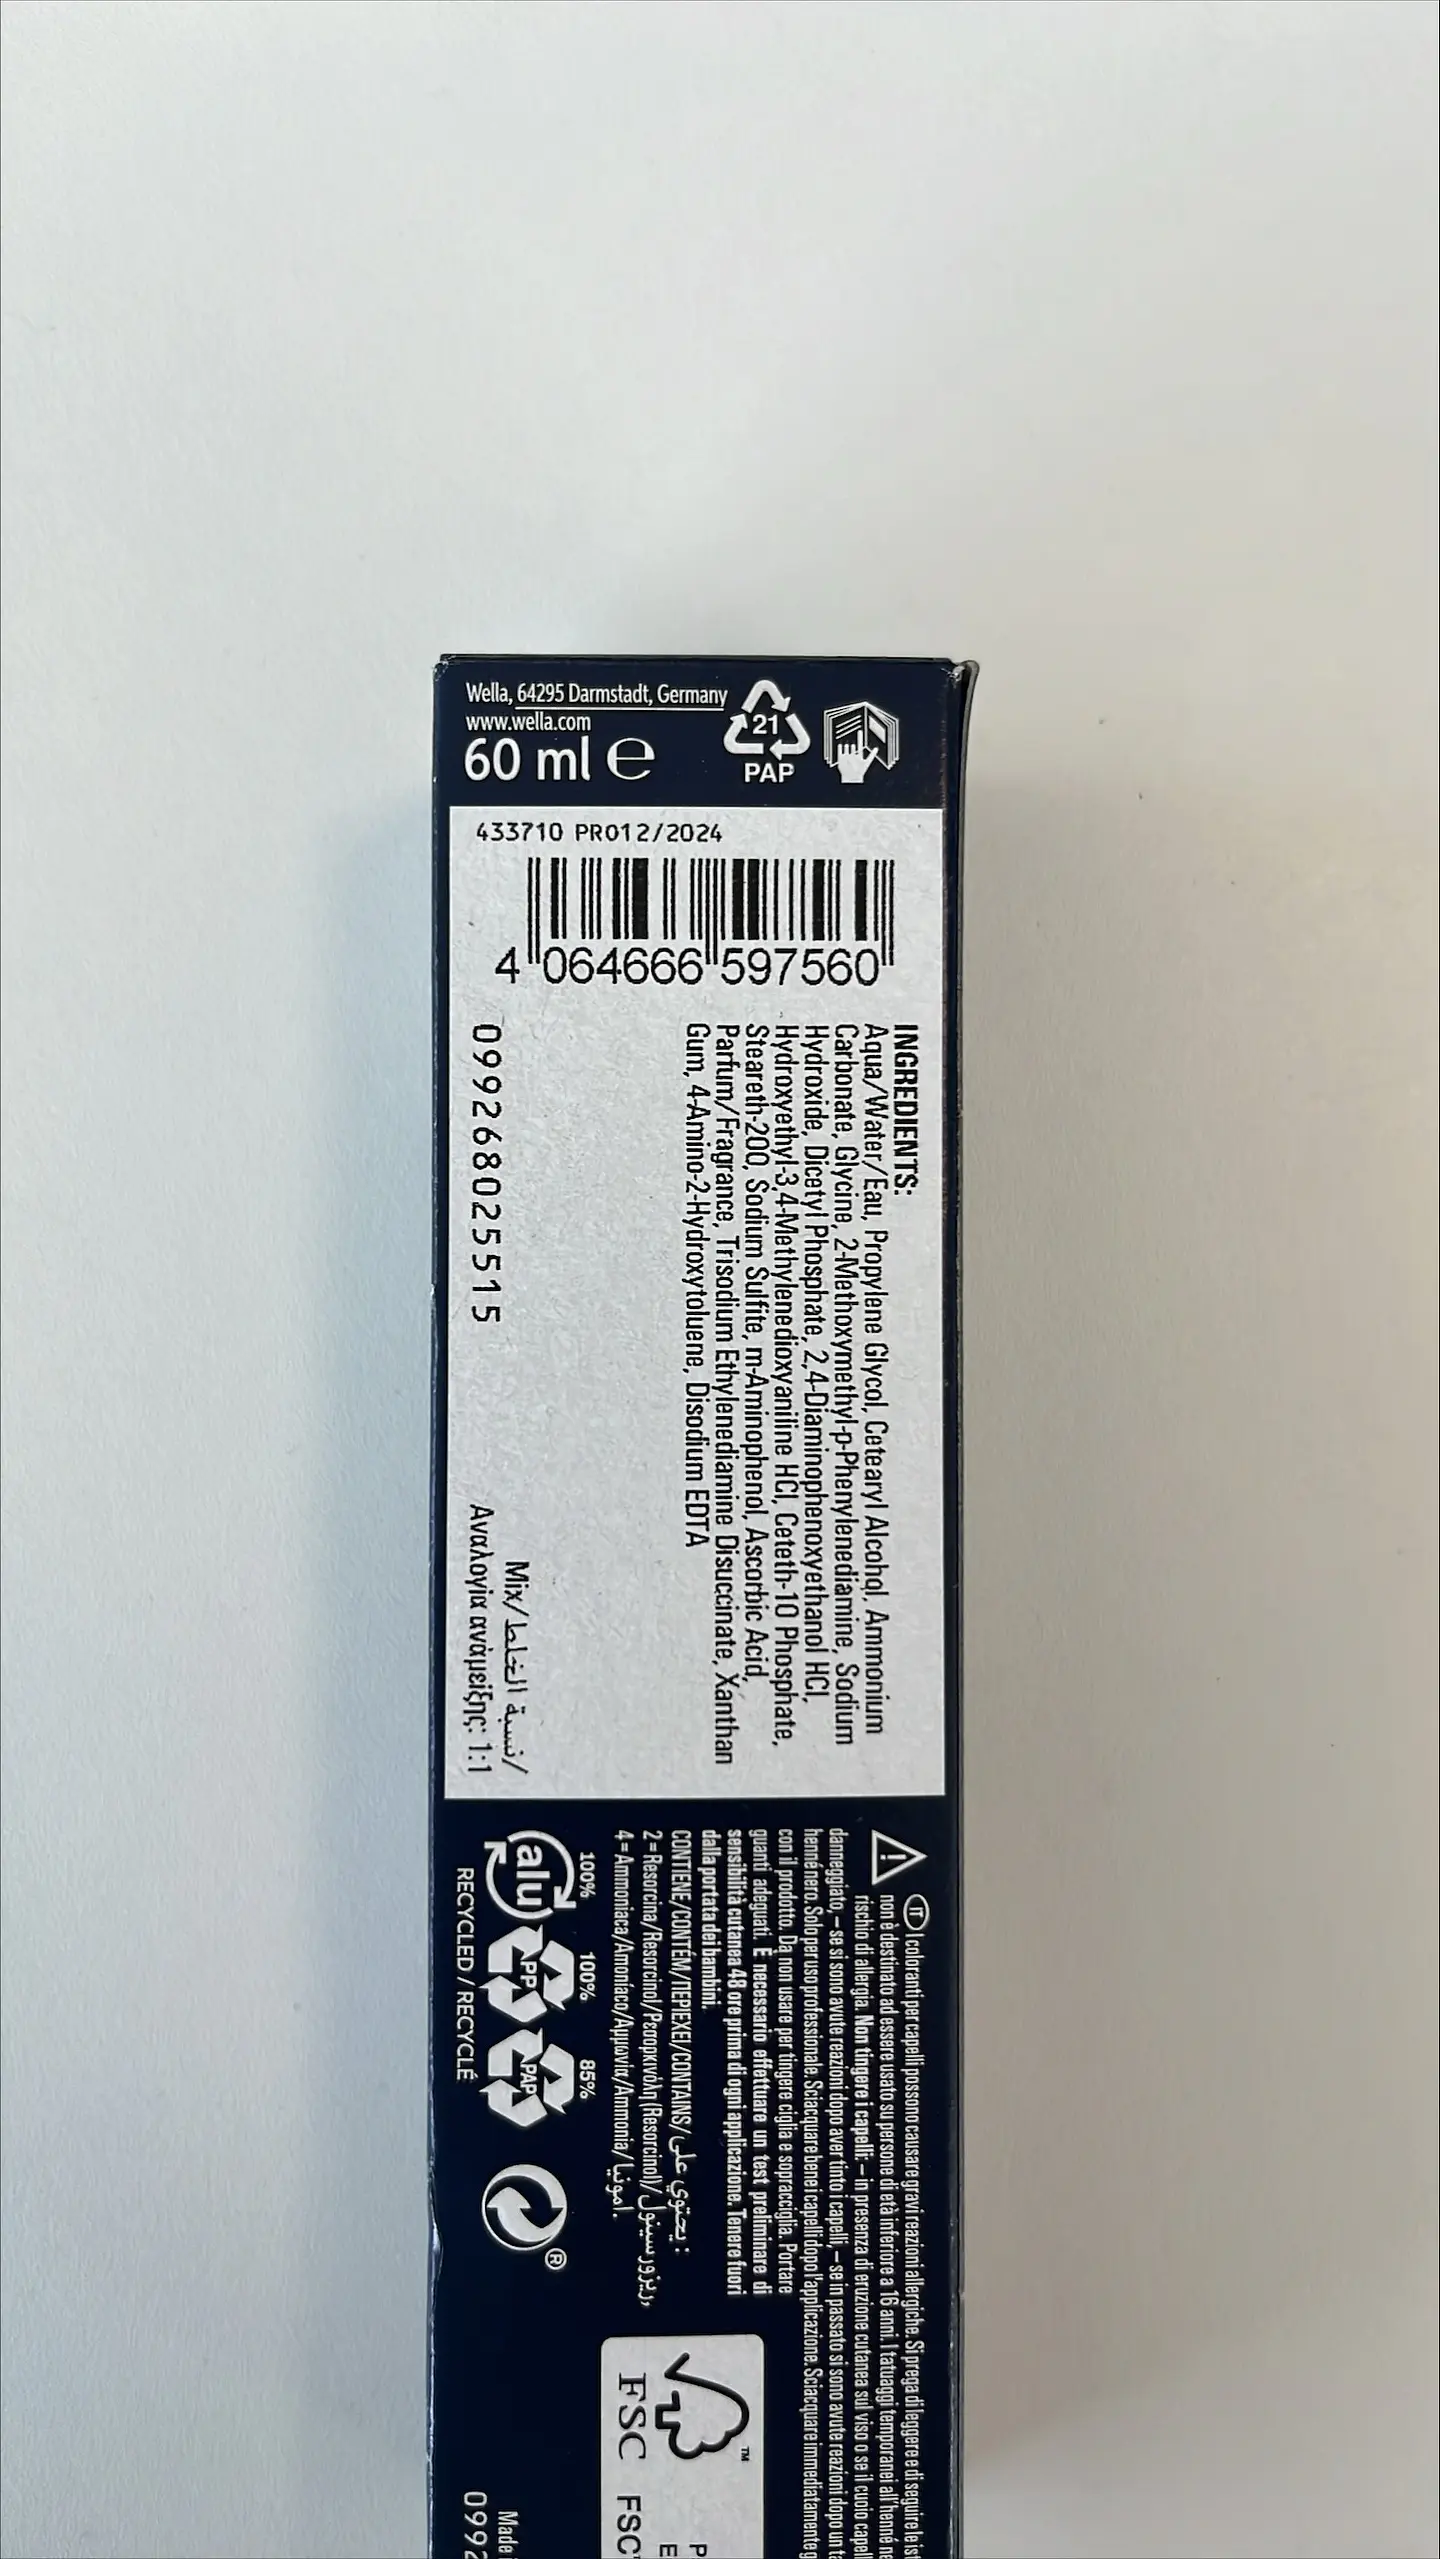 Wella, 64295 Darmstadt, Germany
www.wella.com
60 ml e
21
PAP
433710 PR012/2024
4 064666 597560
INGREDIENTS:
Aqua/Water/Eau, Propylene Glycol, Cetearyl Alcohol, Ammonium
Carbonate, Glycine, 2-Methoxymethyl-p-Phenylenediamine, Sodium
Hydroxide, Dicetyl Phosphate, 2,4-Diaminophenoxyethanol HCl,
Hydroxyethyl-3,4-Methylenedioxyaniline HCl, Ceteth-10 Phosphate,
Steareth-200, Sodium Sulfite, m-Aminophenol, Ascorbic Acid,
Parfum/Fragrance, Trisodium Ethylenediamine Disuccinate, Xanthan
Gum, 4-Amino-2-Hydroxytoluene, Disodium EDTA
Mix/نسبة الخلط/
Αναλογία ανάμειξης: 1:1
099268025515
IT I coloranti per capelli possono causare gravi reazioni allergiche. Si prega di leggere e di seguire le
non è destinato ad essere usato su persone di età inferiore a 16 anni. I tatuaggi temporanei all'henné
rischio di allergia. Non tingere i capelli: – in presenza di eruzione cutanea sul viso o se il cuoio
danneggiato, – se si sono avute reazioni dopo aver tinto i capelli, – se in passato si sono avute reazioni dopo un
henné nero. Solo per uso professionale. Sciacquare bene i capelli dopo l'applicazione. Sciacquare immediatamente
con il prodotto. Da non usare per tingere ciglia e sopracciglia. Portare
guanti adeguati. È necessario effettuare un test preliminare di
sensibilità cutanea 48 ore prima di ogni applicazione. Tenere fuori
dalla portata dei bambini.
CONTIENE/CONTÉM/ΠΕΡΙΕΧΕΙ/CONTAINS/يحتوي على:
2 = Resorcina/Resorcinol/Ρεσορκινόλη (Resorcinol)/ريزورسينول,
4 = Ammoniaca/Amoníaco/Αμμωνία/Ammonia/امونيا.
100% 100% 85%
alu PP PAP
RECYCLED / RECYCLÉ
®
™
FSC
FSC
Made
0992